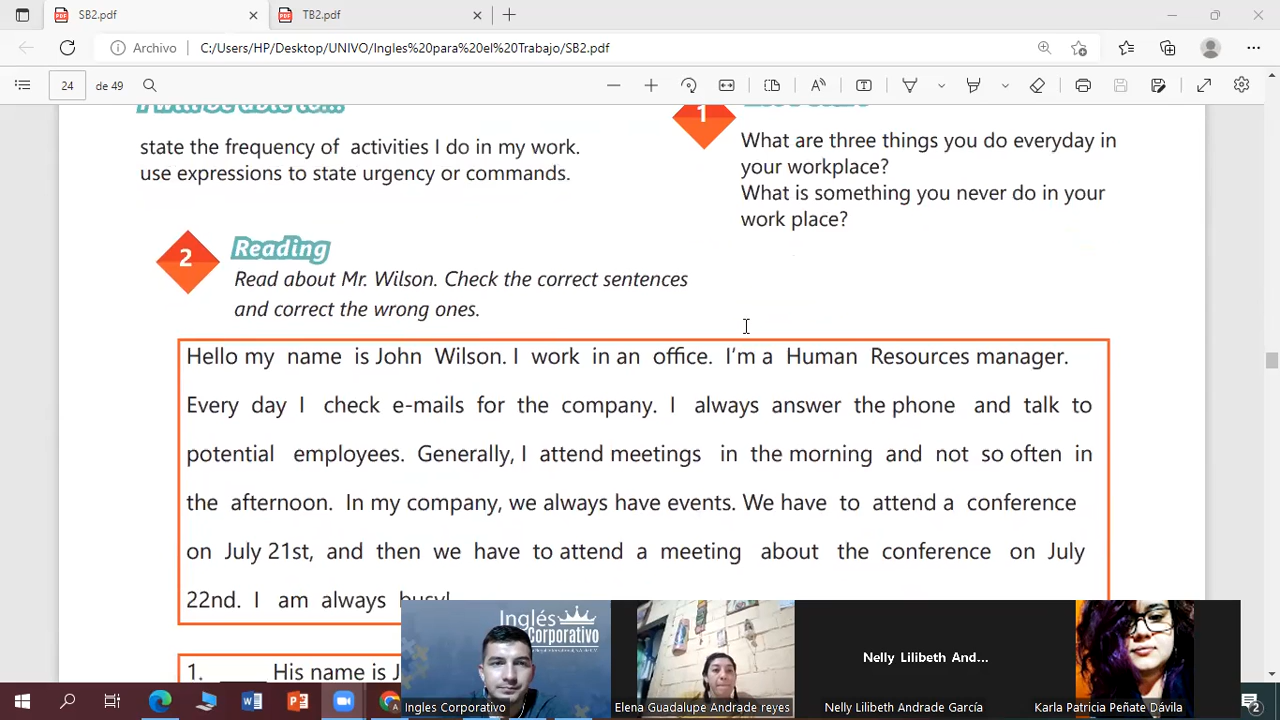 SB2.pdf
TB2.pdf
Archivo
C:/Users/HP/Desktop/UNIVO/Ingles%20para%20el%20Trabajo/SB2.pdf
24 de 49
state the frequency of activities I do in my work.
use expressions to state urgency or commands.
1
What are three things you do everyday in
your workplace?
What is something you never do in your
work place?
2
Reading
Read about Mr. Wilson. Check the correct sentences
and correct the wrong ones.
Hello my name is John Wilson. I work in an office. I'm a Human Resources manager.
Every day I check e-mails for the company. I always answer the phone and talk to
potential employees. Generally, I attend meetings in the morning and not so often in
the afternoon. In my company, we always have events. We have to attend a conference
on July 21st, and then we have to attend a meeting about the conference on July
22nd. I am always busy!
1. ____ His name is J
Inglés
Corporativo
Ingles Corporativo
Elena Guadalupe Andrade reyes
Nelly Lilibeth And...
Nelly Lilibeth Andrade García
Karla Patricia Peñate Dávila
2